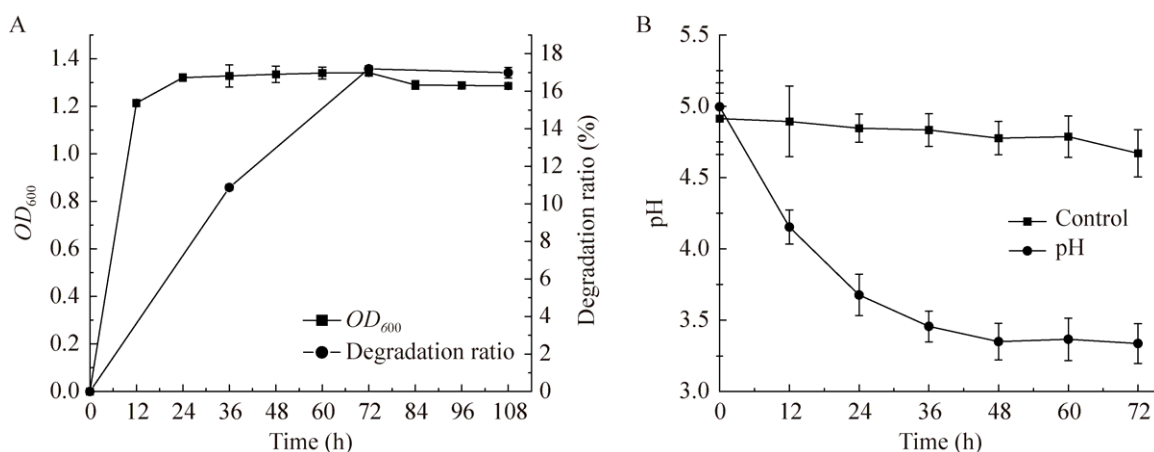 A
1.4
1.2
1.0
0.8
0.6
0.4
0.2
0.0
OD600
18
16
14
12
10
8
6
4
2
0
Degradation ratio (%)
OD600
Degradation ratio
0 12 24 36 48 60 72 84 96 108
Time (h)
B
5.5
5.0
4.5
4.0
3.5
3.0
pH
Control
pH
0 12 24 36 48 60 72
Time (h)